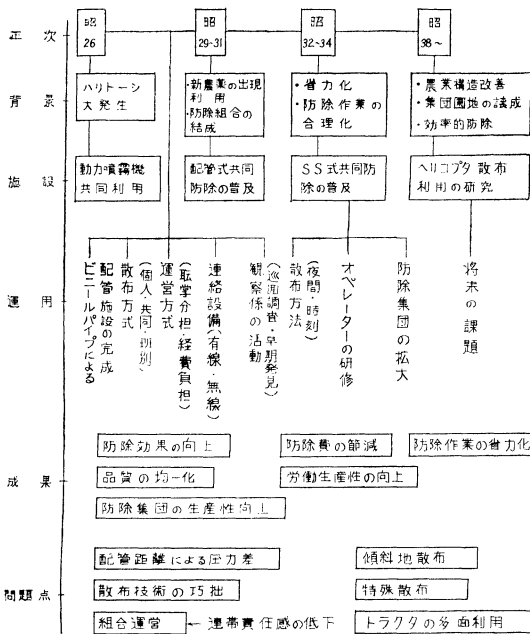 年次
昭
26
昭
29-31
昭
32~34
昭
38~
背景
ハリトーシ
大発生
・新農薬の出現
利用
・防除組合の
結成
・省力化
・防除作業の
合理化
・農業構造改善
・集団園地の議成
・効率的防除
施設
動力噴霧機
共同利用
配管式共同
防除の普及
SS式共同防
除の普及
ヘリコプタ散布
利用の研究
運用
ビニールパイプによる
配管施設の完成
散布方式
(個人・共同・班別)
運営方式
(職掌分担・経費負担)
連絡設備(有線・無線)
観察係の活動
(巡回調査・早期発見)
散布方法
(夜間・時刻)
オペレーターの研修
防除集団の拡大
将来の課題
成果
防除効果の向上
防除費の節減
防除作業の省力化
品質の均一化
労働生産性の向上
防除集団の生産性向上
問題点
配管距離による圧力差
傾斜地散布
散布技術の巧拙
特殊散布
組合運営
連帯責任感の低下
トラクタの多面利用